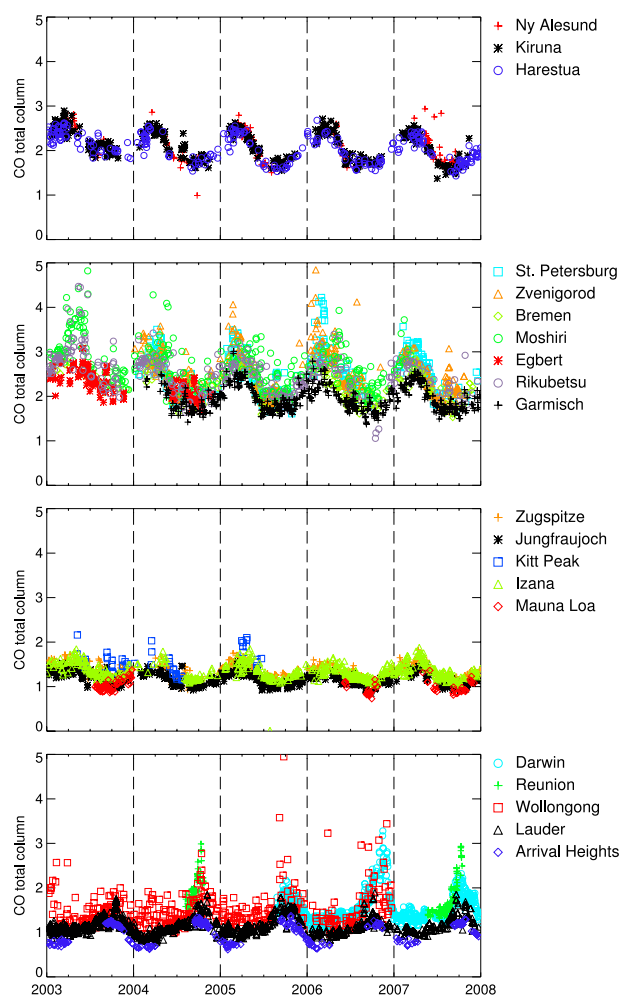 5
4
3
2
1
0
CO total column
Ny Alesund
Kiruna
Harestua
5
4
3
2
1
0
CO total column
St. Petersburg
Zvenigorod
Bremen
Moshiri
Egbert
Rikubetsu
Garmisch
5
4
3
2
1
0
CO total column
Zugspitze
Jungfraujoch
Kitt Peak
Izana
Mauna Loa
5
4
3
2
1
0
CO total column
Darwin
Reunion
Wollongong
Lauder
Arrival Heights
2003 2004 2005 2006 2007 2008